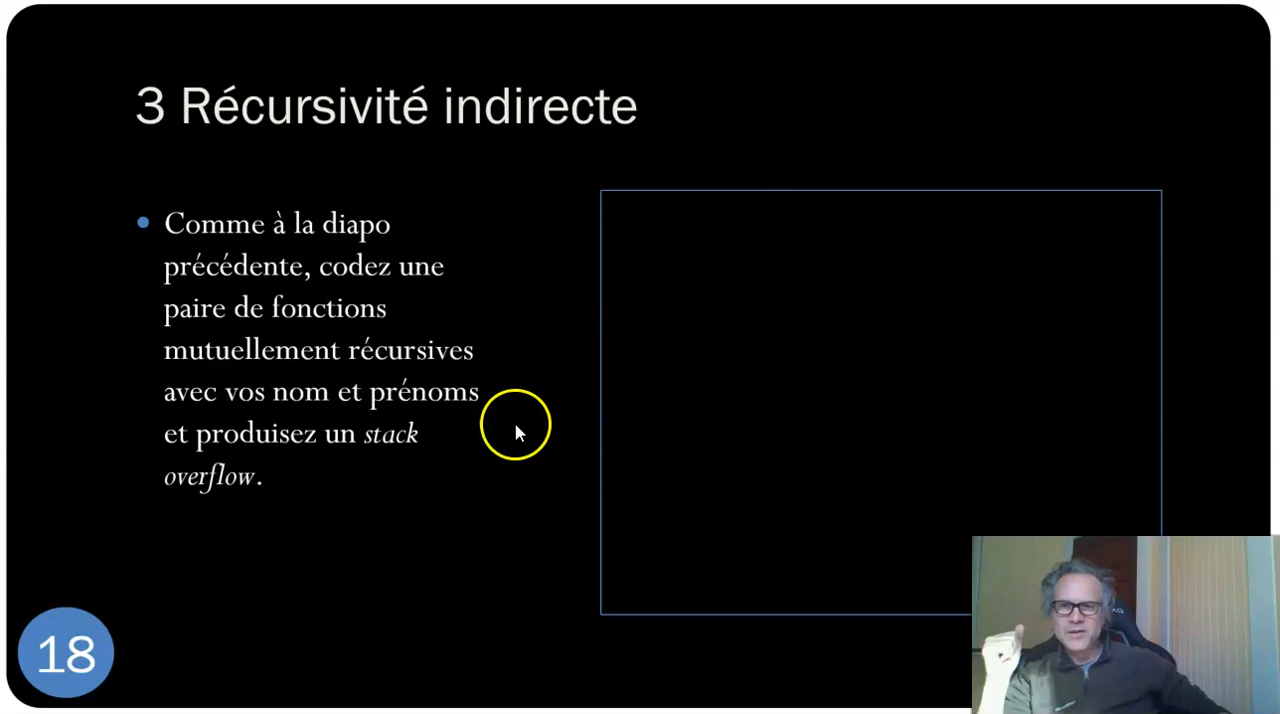 3 Récursivité indirecte
Comme à la diapo
précédente, codez une
paire de fonctions
mutuellement récursives
avec vos nom et prénoms
et produisez un stack
overflow.
18